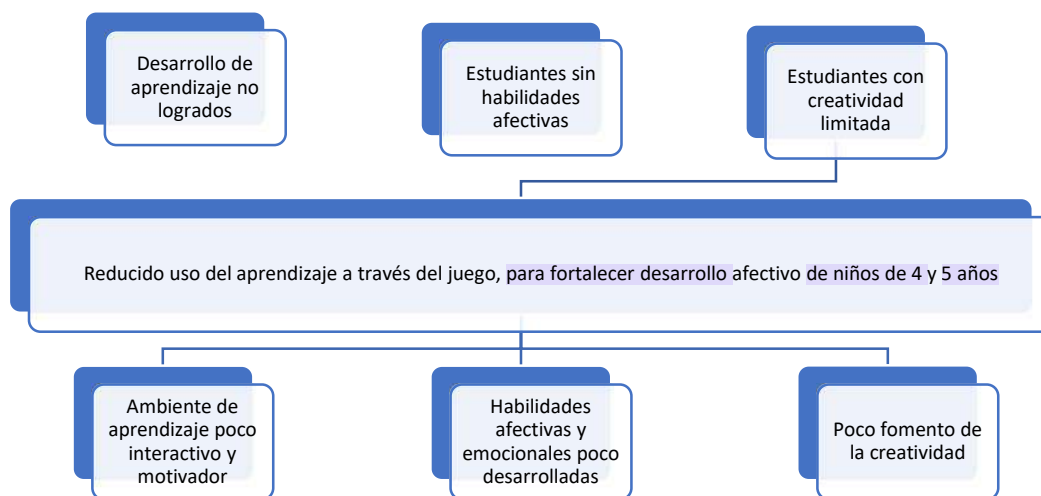 Desarrollo de
aprendizaje no
logrados
Estudiantes sin
habilidades
afectivas
Estudiantes con
creatividad
limitada
Reducido uso del aprendizaje a través del juego, para fortalecer desarrollo afectivo de niños de 4 y 5 años
Ambiente de
aprendizaje poco
interactivo y
motivador
Habilidades
afectivas y
emocionales poco
desarrolladas
Poco fomento de
la creatividad